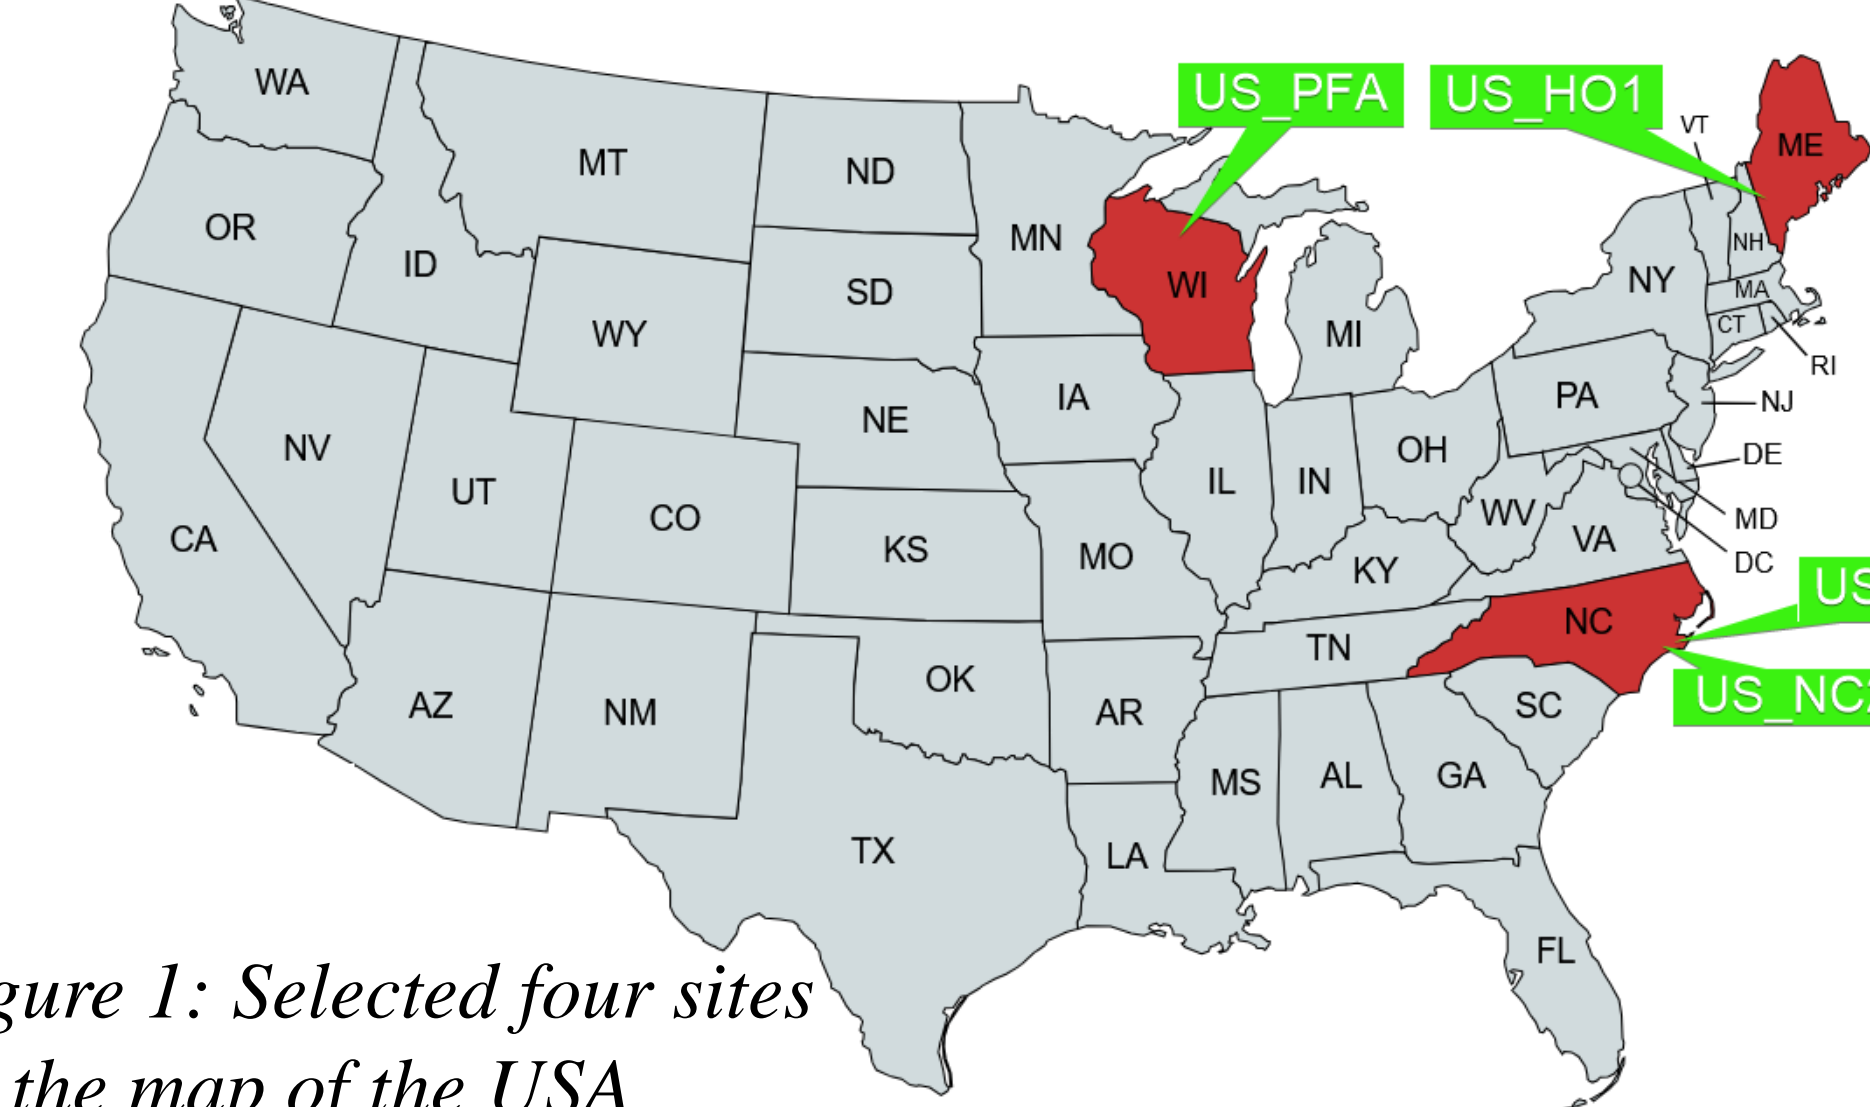 WA
US_PFA
US_HO1
VT
ME
MT
ND
OR
MN
NH
ID
NY
WI
SD
MA
WY
MI
CT
RI
IA
PA
NJ
NE
NV
OH
DE
UT
IL
IN
WV
MD
CO
CA
VA
KS
MO
DC
KY
US
NC
TN
OK
US_NC
AZ
NM
AR
SC
MS
AL
GA
TX
LA
FL
gure 1: Selected four sites
the map of the USA